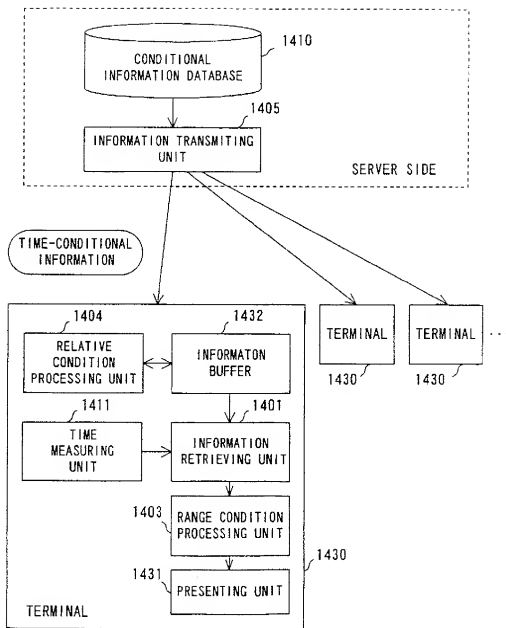 1410
CONDITIONAL
INFORMATION DATABASE
1405
INFORMATION TRANSMITING
UNIT
SERVER SIDE
TIME-CONDITIONAL
INFORMATION
1404
1432
RELATIVE
CONDITION
PROCESSING UNIT
INFORMATON
BUFFER
TERMINAL
TERMINAL
..
1430
1430
1411
1401
TIME
MEASURING
UNIT
INFORMATION
RETRIEVING UNIT
1403
RANGE CONDITION
PROCESSING UNIT
1430
1431
PRESENTING UNIT
TERMINAL